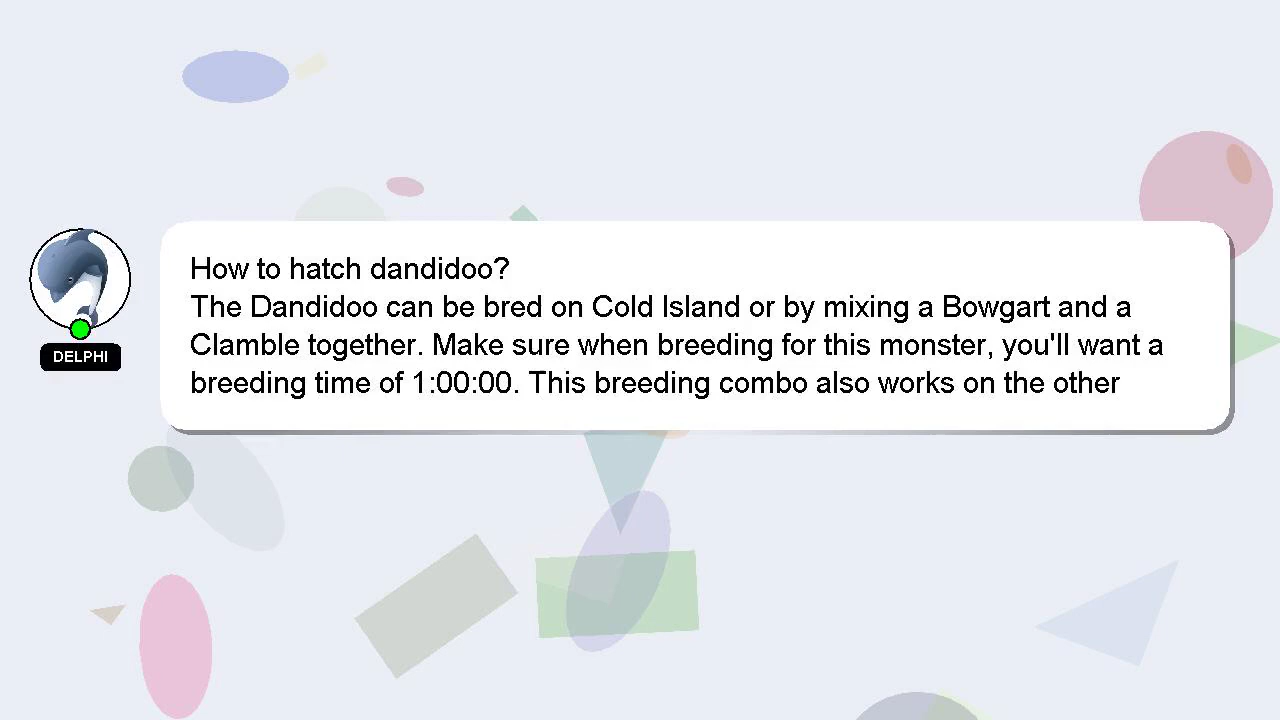 How to hatch dandidoo?
The Dandidoo can be bred on Cold Island or by mixing a Bowgart and a
Clamble together. Make sure when breeding for this monster, you'll want a
breeding time of 1:00:00. This breeding combo also works on the other
DELPHI